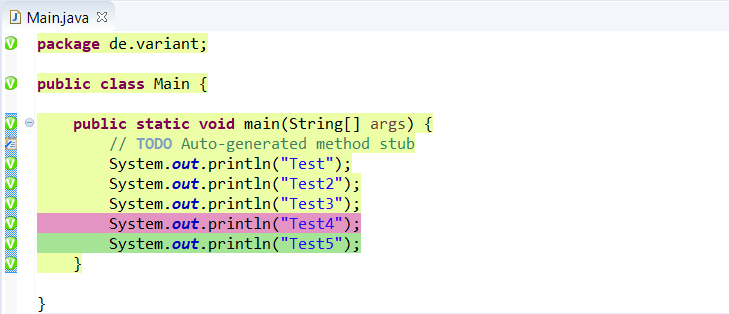 Main.java
package de.variant;
public class Main {
public static void main(String[] args) {
// TODO Auto-generated method stub
System.out.println("Test");
System.out.println("Test2");
System.out.println("Test3");
System.out.println("Test4");
System.out.println("Test5");
}
}